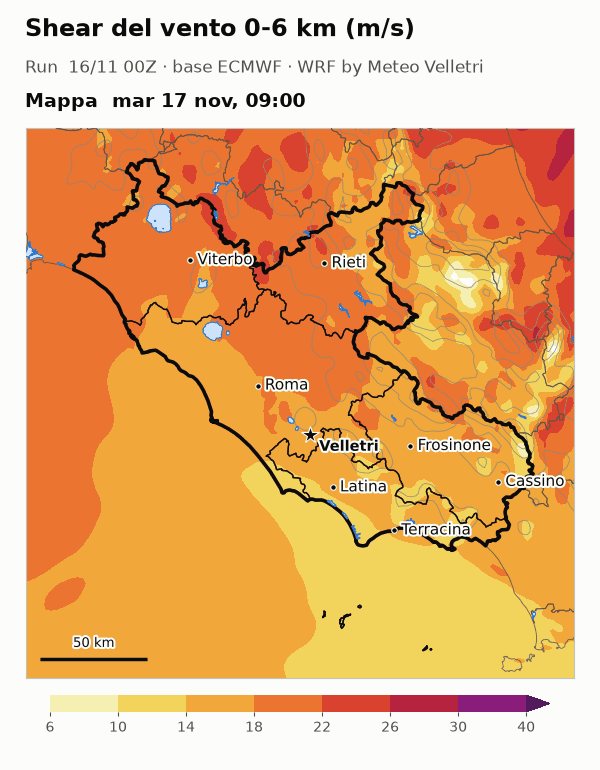 Shear del vento 0-6 km (m/s)
Run  16/11 00Z · base ECMWF · WRF by Meteo Velletri
Mappa  mar 17 nov, 09:00
Viterbo
Rieti
Roma
Velletri
Frosinone
Cassino
Latina
Terracina
50 km
6 10 14 18 22 26 30 40